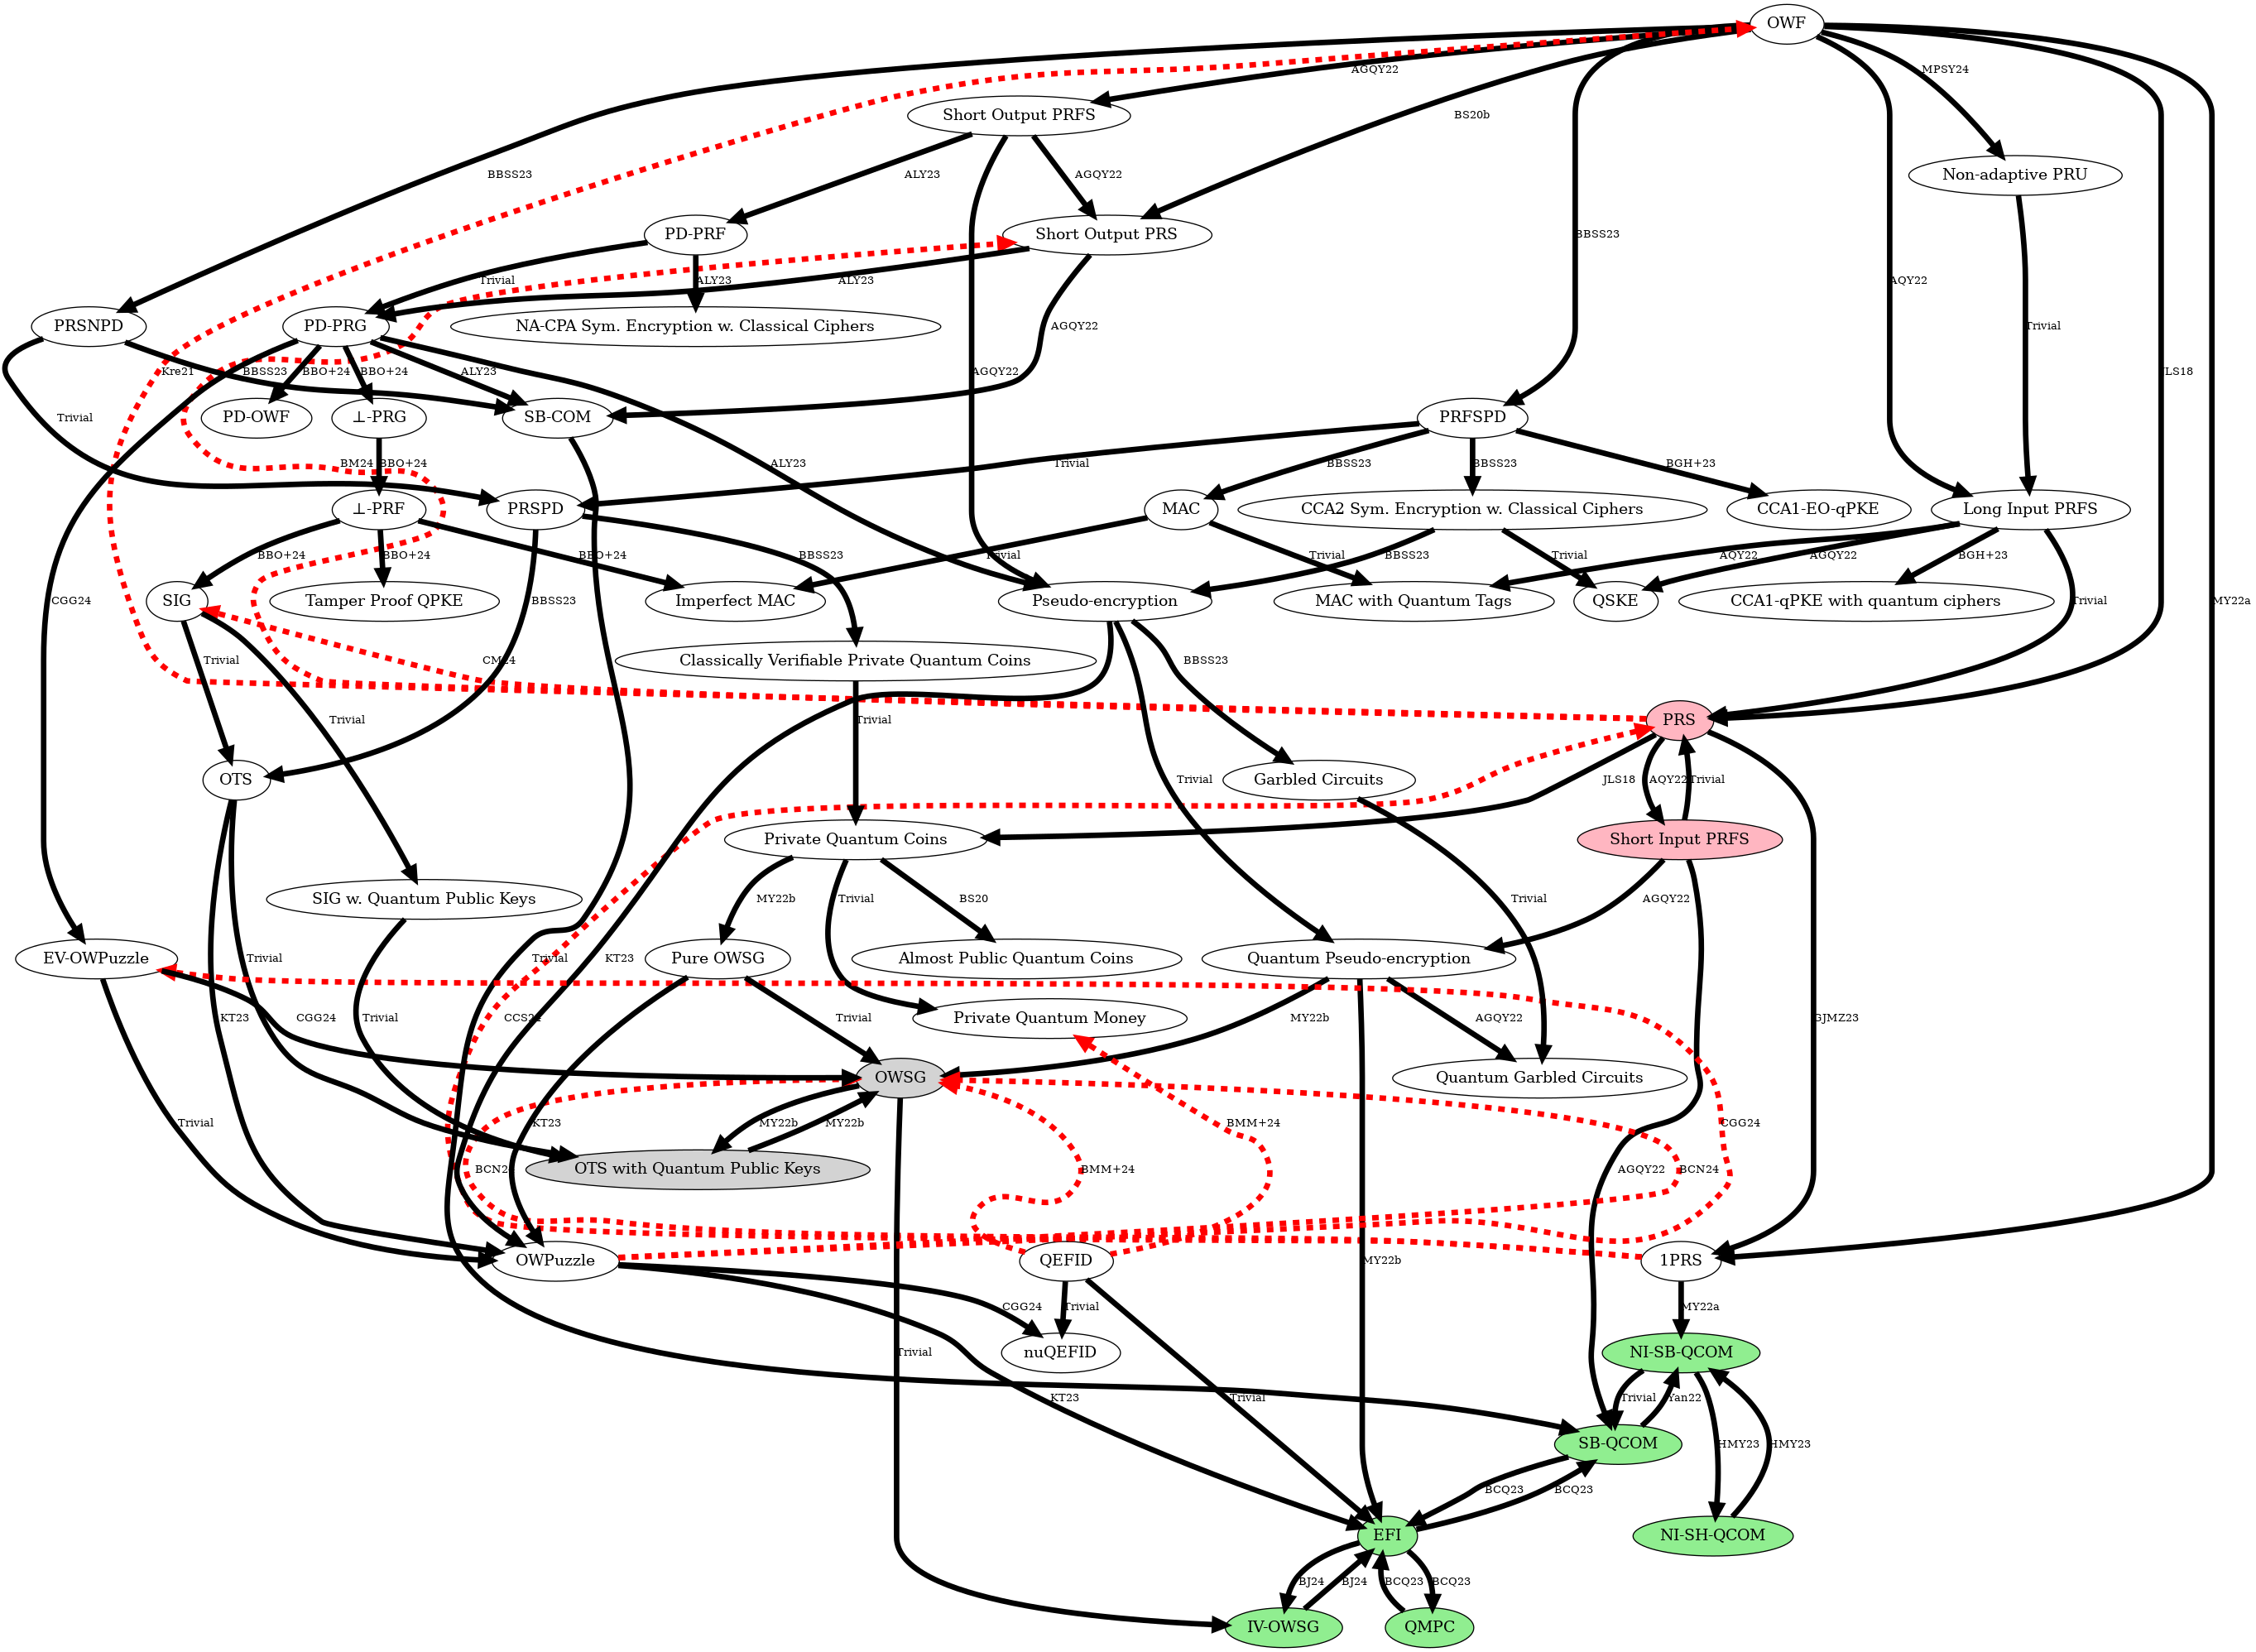 OWF
AGQY22
MPSY24
BS20b
Short Output PRFS
BBSS23
ALY23
AGQY22
Non-adaptive PRU
BBSS23
PD-PRF
Short Output PRS
Trivial
ALY23
ALY23
AQY22
PRSNPD
PD-PRG
NA-CPA Sym. Encryption w. Classical Ciphers
AGQY22
Trivial
Kre21
BBSS23
BBO+24
BBO+24
ALY23
AGQY22
JLS18
Trivial
PD-OWF
⊥-PRG
SB-COM
PRFSPD
BM24
BBO+24
ALY23
Trivial
BBSS23
BBSS23
BGH+23
⊥-PRF
PRSPD
MAC
CCA2 Sym. Encryption w. Classical Ciphers
CCA1-EO-qPKE
Long Input PRFS
BBO+24
BBO+24
BBO+24
BBSS23
Trivial
Trivial
BBSS23
Trivial
AQY22
AGQY22
BGH+23
CGG24
SIG
Tamper Proof QPKE
BBSS23
Imperfect MAC
Pseudo-encryption
MAC with Quantum Tags
QSKE
CCA1-qPKE with quantum ciphers
Trivial
MY22a
Trivial
CM24
Classically Verifiable Private Quantum Coins
BBSS23
Trivial
Trivial
PRS
OTS
Trivial
Garbled Circuits
JLS18
AQY22
Trivial
Private Quantum Coins
Short Input PRFS
SIG w. Quantum Public Keys
MY22b
Trivial
BS20
Trivial
AGQY22
EV-OWPuzzle
Trivial
Trivial
KT23
Pure OWSG
Almost Public Quantum Coins
Quantum Pseudo-encryption
KT23
CGG24
Trivial
CCS24
Trivial
Private Quantum Money
MY22b
AGQY22
GJMZ23
OWSG
Quantum Garbled Circuits
Trivial
KT23
MY22b
MY22b
BMM+24
CGG24
BCN2
OTS with Quantum Public Keys
BMM+24
AGQY22
BCN24
OWPuzzle
QEFID
MY22b
1PRS
CGG24
Trivial
MY22a
Trivial
nuQEFID
NI-SB-QCOM
KT23
Trivial
Trivial
Yan22
SB-QCOM
HMY23
HMY23
BCQ23
BCQ23
EFI
NI-SH-QCOM
BJ24
BJ24
BCQ23
BCQ23
IV-OWSG
QMPC